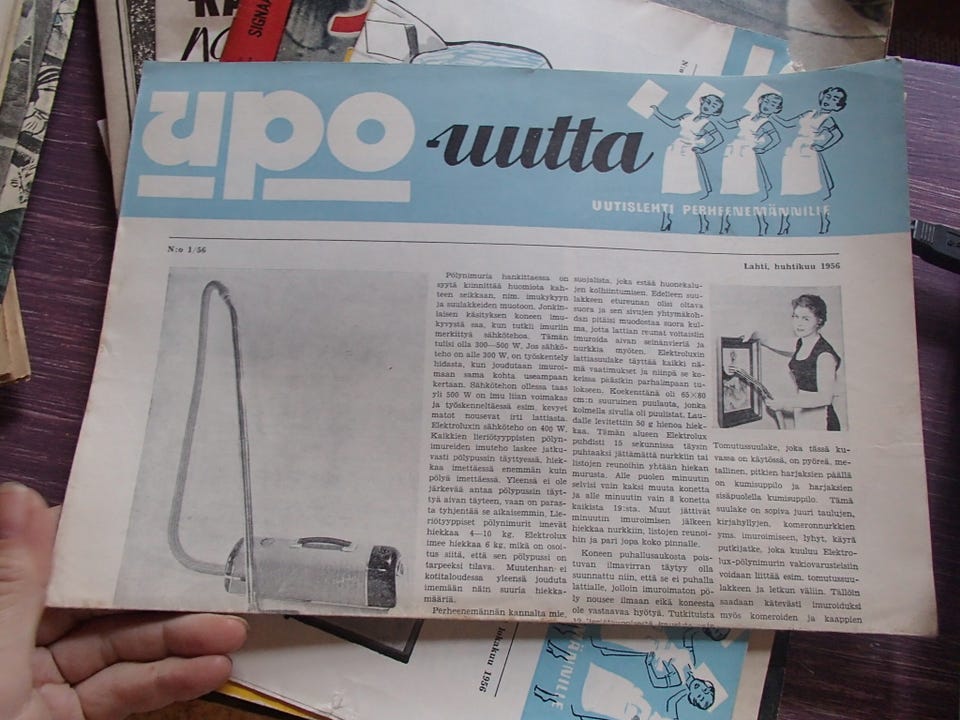 SIGNA
upo
uutta
UUTISLEHTI PERHEENEMÄNNILLE
N:o 1/56
Lahti, huhtikuu 1956
Pölynimuria hankittaessa on
syytä kiinnittää huomiota kah-
teen seikkaan, nim. imukykyyn
ja suulakkeiden muotoon. Jonkin-
laisen käsityksen koneen imu-
kyvystä saa, kun tutkii imuriin
merkittyä sähkötehoa. Tämän
tulisi olla 300—500 W. Jos sähkö-
teho on alle 300 W, on työskentely
hidasta, kun joudutaan imuroi-
maan sama kohta useampaan
kertaan. Sähkötehon ollessa taas
yli 500 W on imu liian voimakas
ja työskenneltäessä esim. kevyet
matot nousevat irti lattiasta.
Elektroluxin sähköteho on 400 W.
Kaikkien lieriötyyppisten pölyn-
imureiden imuteho laskee jatku-
vasti pölypussin täyttyessä, hiek-
kaa imettäessä enemmän kuin
pölyä imettäessä. Yleensä ei ole
järkevää antaa pölypussin täyt-
tyä aivan täyteen, vaan on paras-
ta tyhjentää se aikaisemmin. Lie-
riötyyppiset pölynimurit imevät
hiekkaa 4—10 kg. Elektrolux
imee hiekkaa 6 kg, mikä on osoi-
tus siitä, että sen pölypussi on
tarpeeksi tilava. Muutenhan ei
kotitaloudessa yleensä jouduta
imemään näin suuria hiekka-
määriä.
Perheenemännän kannalta mie-
suojalista, joka estää huonekalu-
jen kolhiintumisen. Edelleen suu-
lakkeen etureunan olisi oltava
suora ja sen sivujen yhtymäkoh-
dan pitäisi muodostaa suora kul-
ma, jotta lattian reunat voitaisiin
imuroida aivan seinänvieriä ja
nurkkia myöten. Elektroluxin
lattiasuulake täyttää kaikki nä-
mä vaatimukset ja niinpä se ko-
keissa pääsikin parhaimpaan tu-
lokseen. Koekenttänä oli 65×80
cm:n suuruinen puulauta, jonka
kolmella sivulla oli puulistat. Lau-
dalle levitettiin 50 g hienoa hiek-
kaa. Tämän alueen Elektrolux
puhdisti 15 sekunnissa täysin
puhtaaksi jättämättä nurkkiin tai
listojen reunoihin yhtään hiekan
murusta. Alle puolen minuutin
selvisi vain kaksi muuta konetta
ja alle minuutin vain 8 konetta
kaikista 19:sta. Muut jättivät
minuutin imuroimisen jälkeen
hiekkaa nurkkiin, listojen reunoi-
hin ja pari jopa koko pinnalle.
Koneen puhallusaukosta pois-
tuvan ilmavirran täytyy olla
suunnattu niin, että se ei puhalla
lattialle, jolloin imuroimaton pö-
ly nousee ilmaan eikä koneesta
ole vastaavaa hyötyä. Tutkituista
Tomutussuulake, joka tässä ku-
vassa on käytössä, on pyöreä, me-
tallinen, pitkien harjaksien päällä
on kumisuppilo ja harjaksien
sisäpuolella kumisuppilo. Tämä
suulake on sopiva juuri taulujen,
kirjahyllyjen, komeronnurkkien
yms. imuroimiseen, lyhyt, käyrä
putkijatke, joka kuuluu Elektro-
lux-pölynimurin vakiovarusteisiin
voidaan liittää esim. tomutussuu-
lakkeen ja letkun väliin. Tällöin
saadaan kätevästi imuroiduksi
myös komeroiden ja kaappien
lokakuu 1956